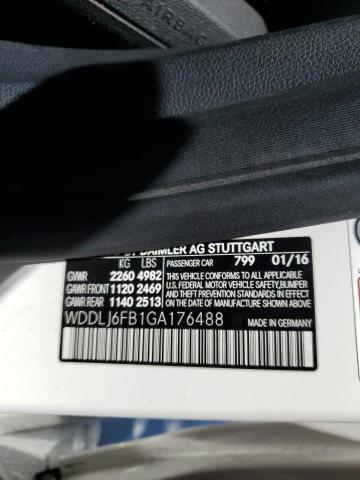 AIRBAG
DAIMLER AG STUTTGART
KG LBS PASSENGER CAR 799 01/16
GVWR 2260 4982 THIS VEHICLE CONFORMS TO ALL APPLICABLE
GAWR FRONT 1120 2469 U.S. FEDERAL MOTOR VEHICLE SAFETY, BUMPER
GAWR REAR 1140 2513 AND THEFT PREVENTION STANDARDS IN EFFECT
ON THE DATE OF MANUFACTURE SHOWN ABOVE.
WDDLJ6FB1GA176488 MADE IN GERMANY